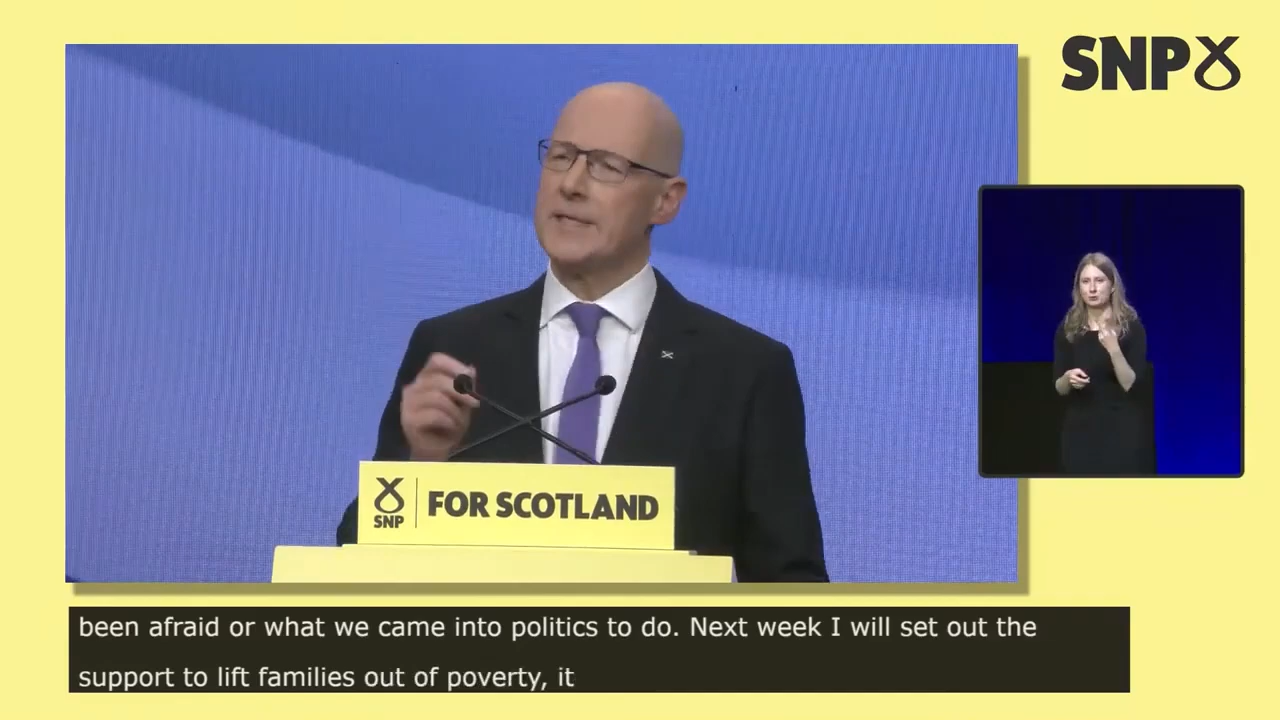 SNP
SNP
FOR SCOTLAND
been afraid or what we came into politics to do. Next week I will set out the
support to lift families out of poverty, it